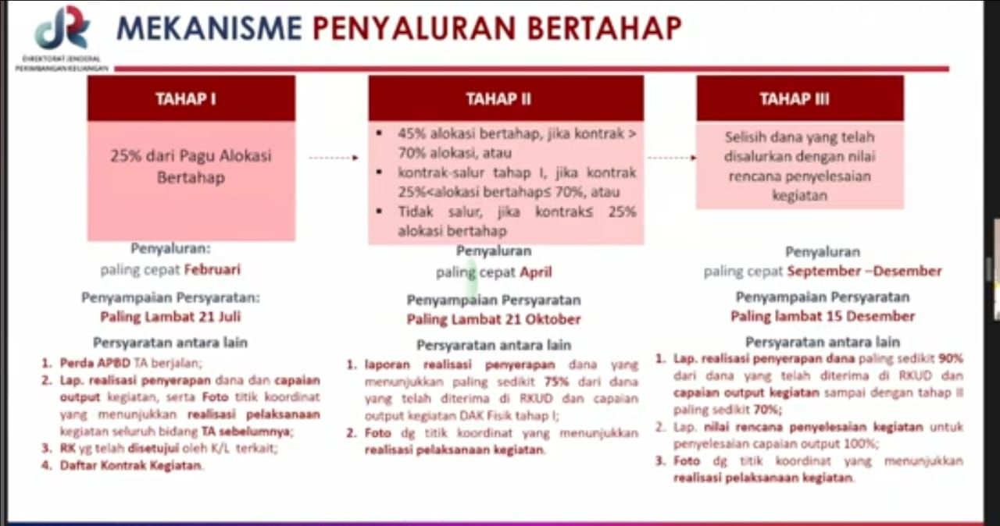 MEKANISME PENYALURAN BERTAHAP
DIREKTORAT JENDERAL
PERIMBANGAN KEUANGAN
TAHAP I
25% dari Pagu Alokasi
Bertahap
Penyaluran:
paling cepat Februari
Penyampaian Persyaratan:
Paling Lambat 21 Juli
Persyaratan antara lain
1. Perda APBD TA berjalan;
2. Lap. realisasi penyerapan dana dan capaian
output kegiatan, serta Foto titik koordinat
yang menunjukkan realisasi pelaksanaan
kegiatan seluruh bidang TA sebelumnya;
3. RK yg telah disetujui oleh K/L terkait;
4. Daftar Kontrak Kegiatan.
TAHAP II
▪ 45% alokasi bertahap, jika kontrak >
70% alokasi, atau
▪ kontrak-salur tahap I, jika kontrak
25%<alokasi bertahap≤ 70%, atau
▪ Tidak salur, jika kontrak≤ 25%
alokasi bertahap
Penyaluran
paling cepat April
Penyampaian Persyaratan
Paling Lambat 21 Oktober
Persyaratan antara lain
1. laporan realisasi penyerapan dana yang
menunjukkan paling sedikit 75% dari dana
yang telah diterima di RKUD dan capaian
output kegiatan DAK Fisik tahap I;
2. Foto dg titik koordinat yang menunjukkan
realisasi pelaksanaan kegiatan.
TAHAP III
Selisih dana yang telah
disalurkan dengan nilai
rencana penyelesaian
kegiatan
Penyaluran
paling cepat September –Desember
Penyampaian Persyaratan
Paling lambat 15 Desember
Persyaratan antara lain
1. Lap. realisasi penyerapan dana paling sedikit 90%
dari dana yang telah diterima di RKUD dan
capaian output kegiatan sampai dengan tahap II
paling sedikit 70%;
2. Lap. nilai rencana penyelesaian kegiatan untuk
penyelesaian capaian output 100%;
3. Foto dg titik koordinat yang menunjukkan
realisasi pelaksanaan kegiatan.